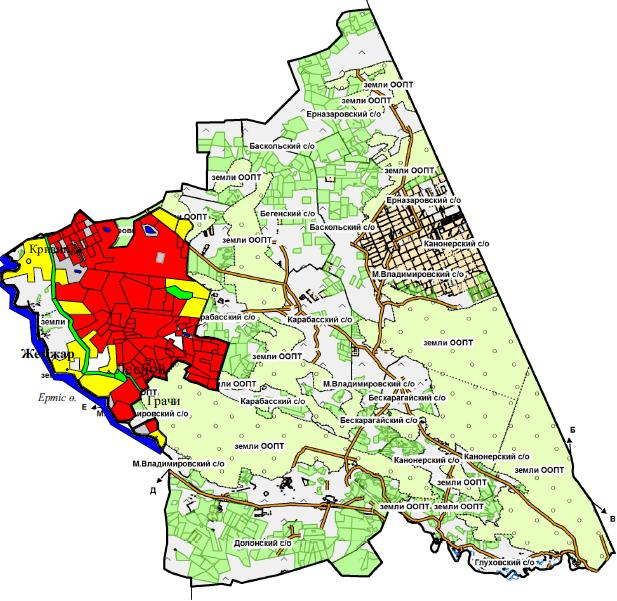 земли ООПТ
земли ООПТ
Ерназаровский с/о
Баскольский с/о
земли ООПТ
земли ООПТ
Ерназаровский с/о
Бегенский с/о
Баскольский с/о
земли ООПТ
Канонерский с/о
М.Владимировский с/о
земли
Карабасский с/о
земли ООПТ
Жетжар
земли ООПТ
М.Владимировский с/о
Ертіс ө.
Грачи
Карабасский с/о
Бескарагайский с/о
Е
Бескарагайский с/о
Б
земли ООПТ
Канонерский с/о
Канонерский с/о
М.Владимировский с/о
земли ООПТ
земли ООПТ
Д
земли ООПТ
земли ООПТ
В
Долонский с/о
Глуховский с/о